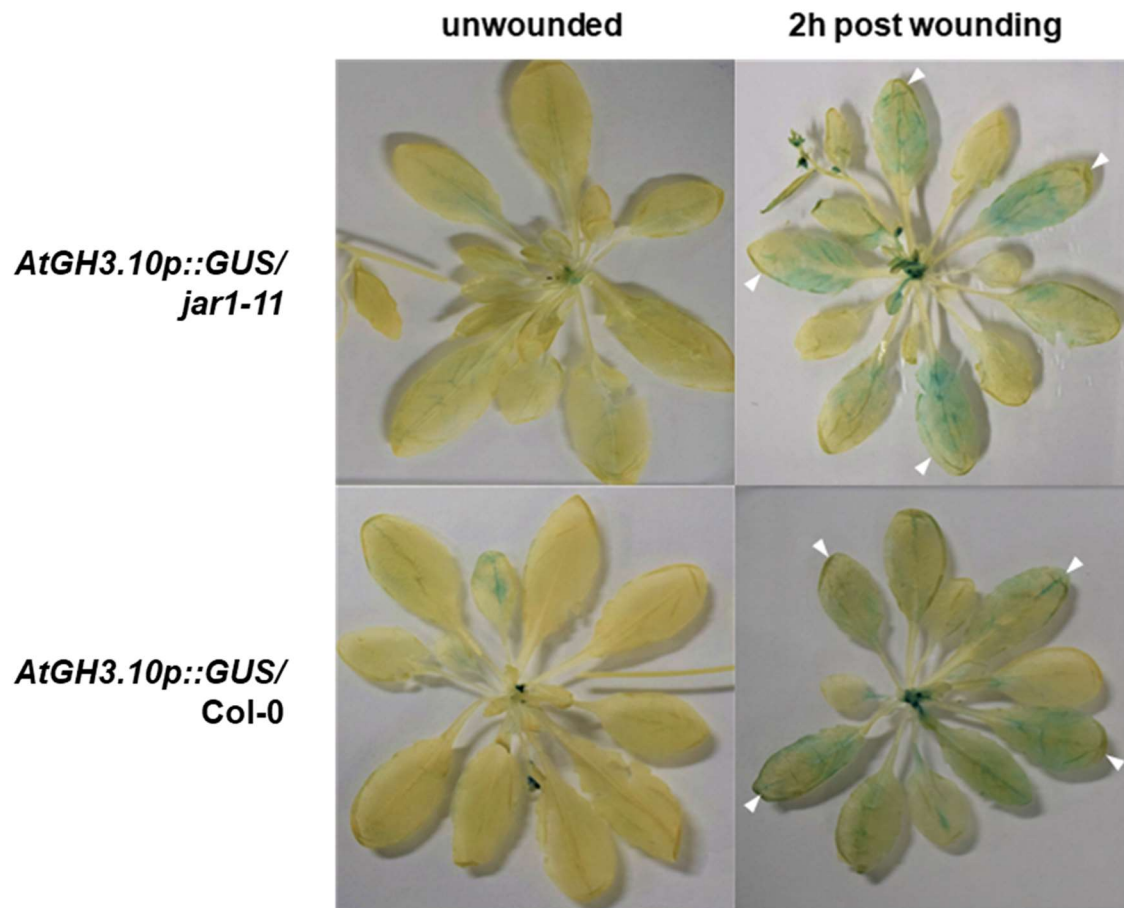 unwounded
2h post wounding
AtGH3.10p::GUS/
jar1-11
AtGH3.10p::GUS/
Col-0